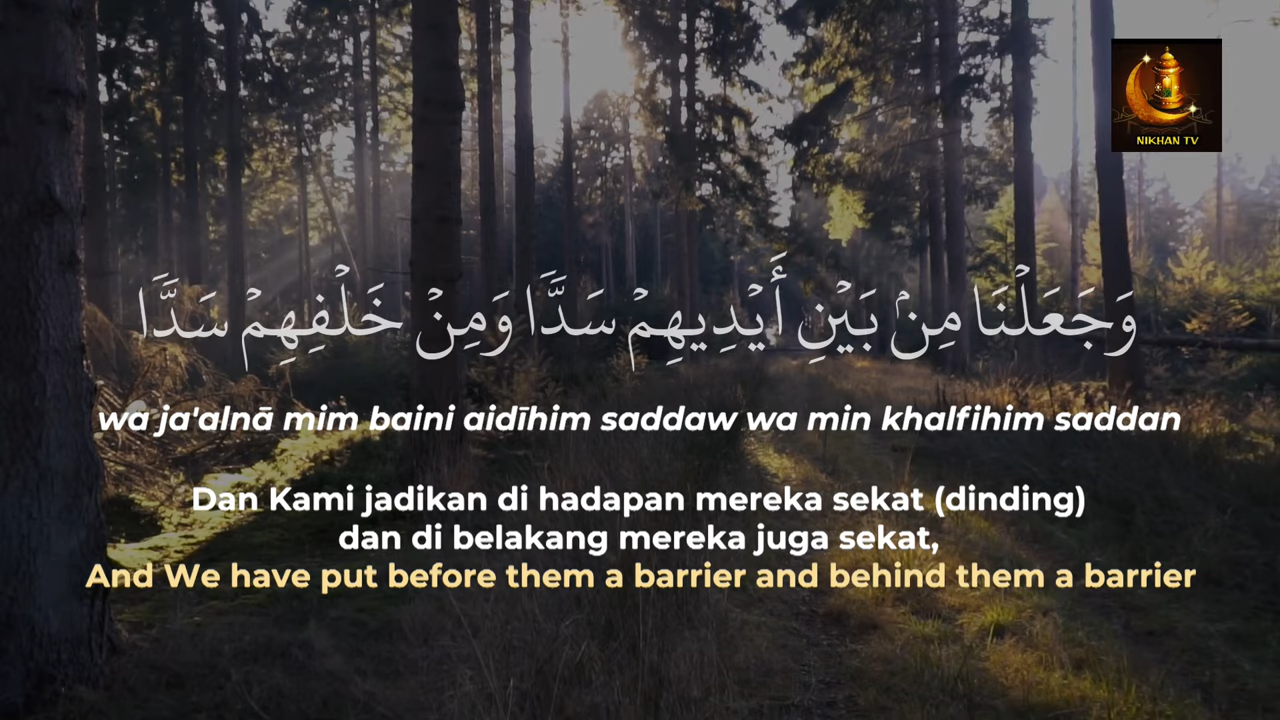 NIKHAN TV
وَجَعَلْنَا مِنۢ بَيْنِ أَيْدِيهِمْ سَدًّا وَمِنْ خَلْفِهِمْ سَدًّا
wa ja'alnā mim baini aidīhim saddaw wa min khalfihim saddan
Dan Kami jadikan di hadapan mereka sekat (dinding)
dan di belakang mereka juga sekat,
And We have put before them a barrier and behind them a barrier